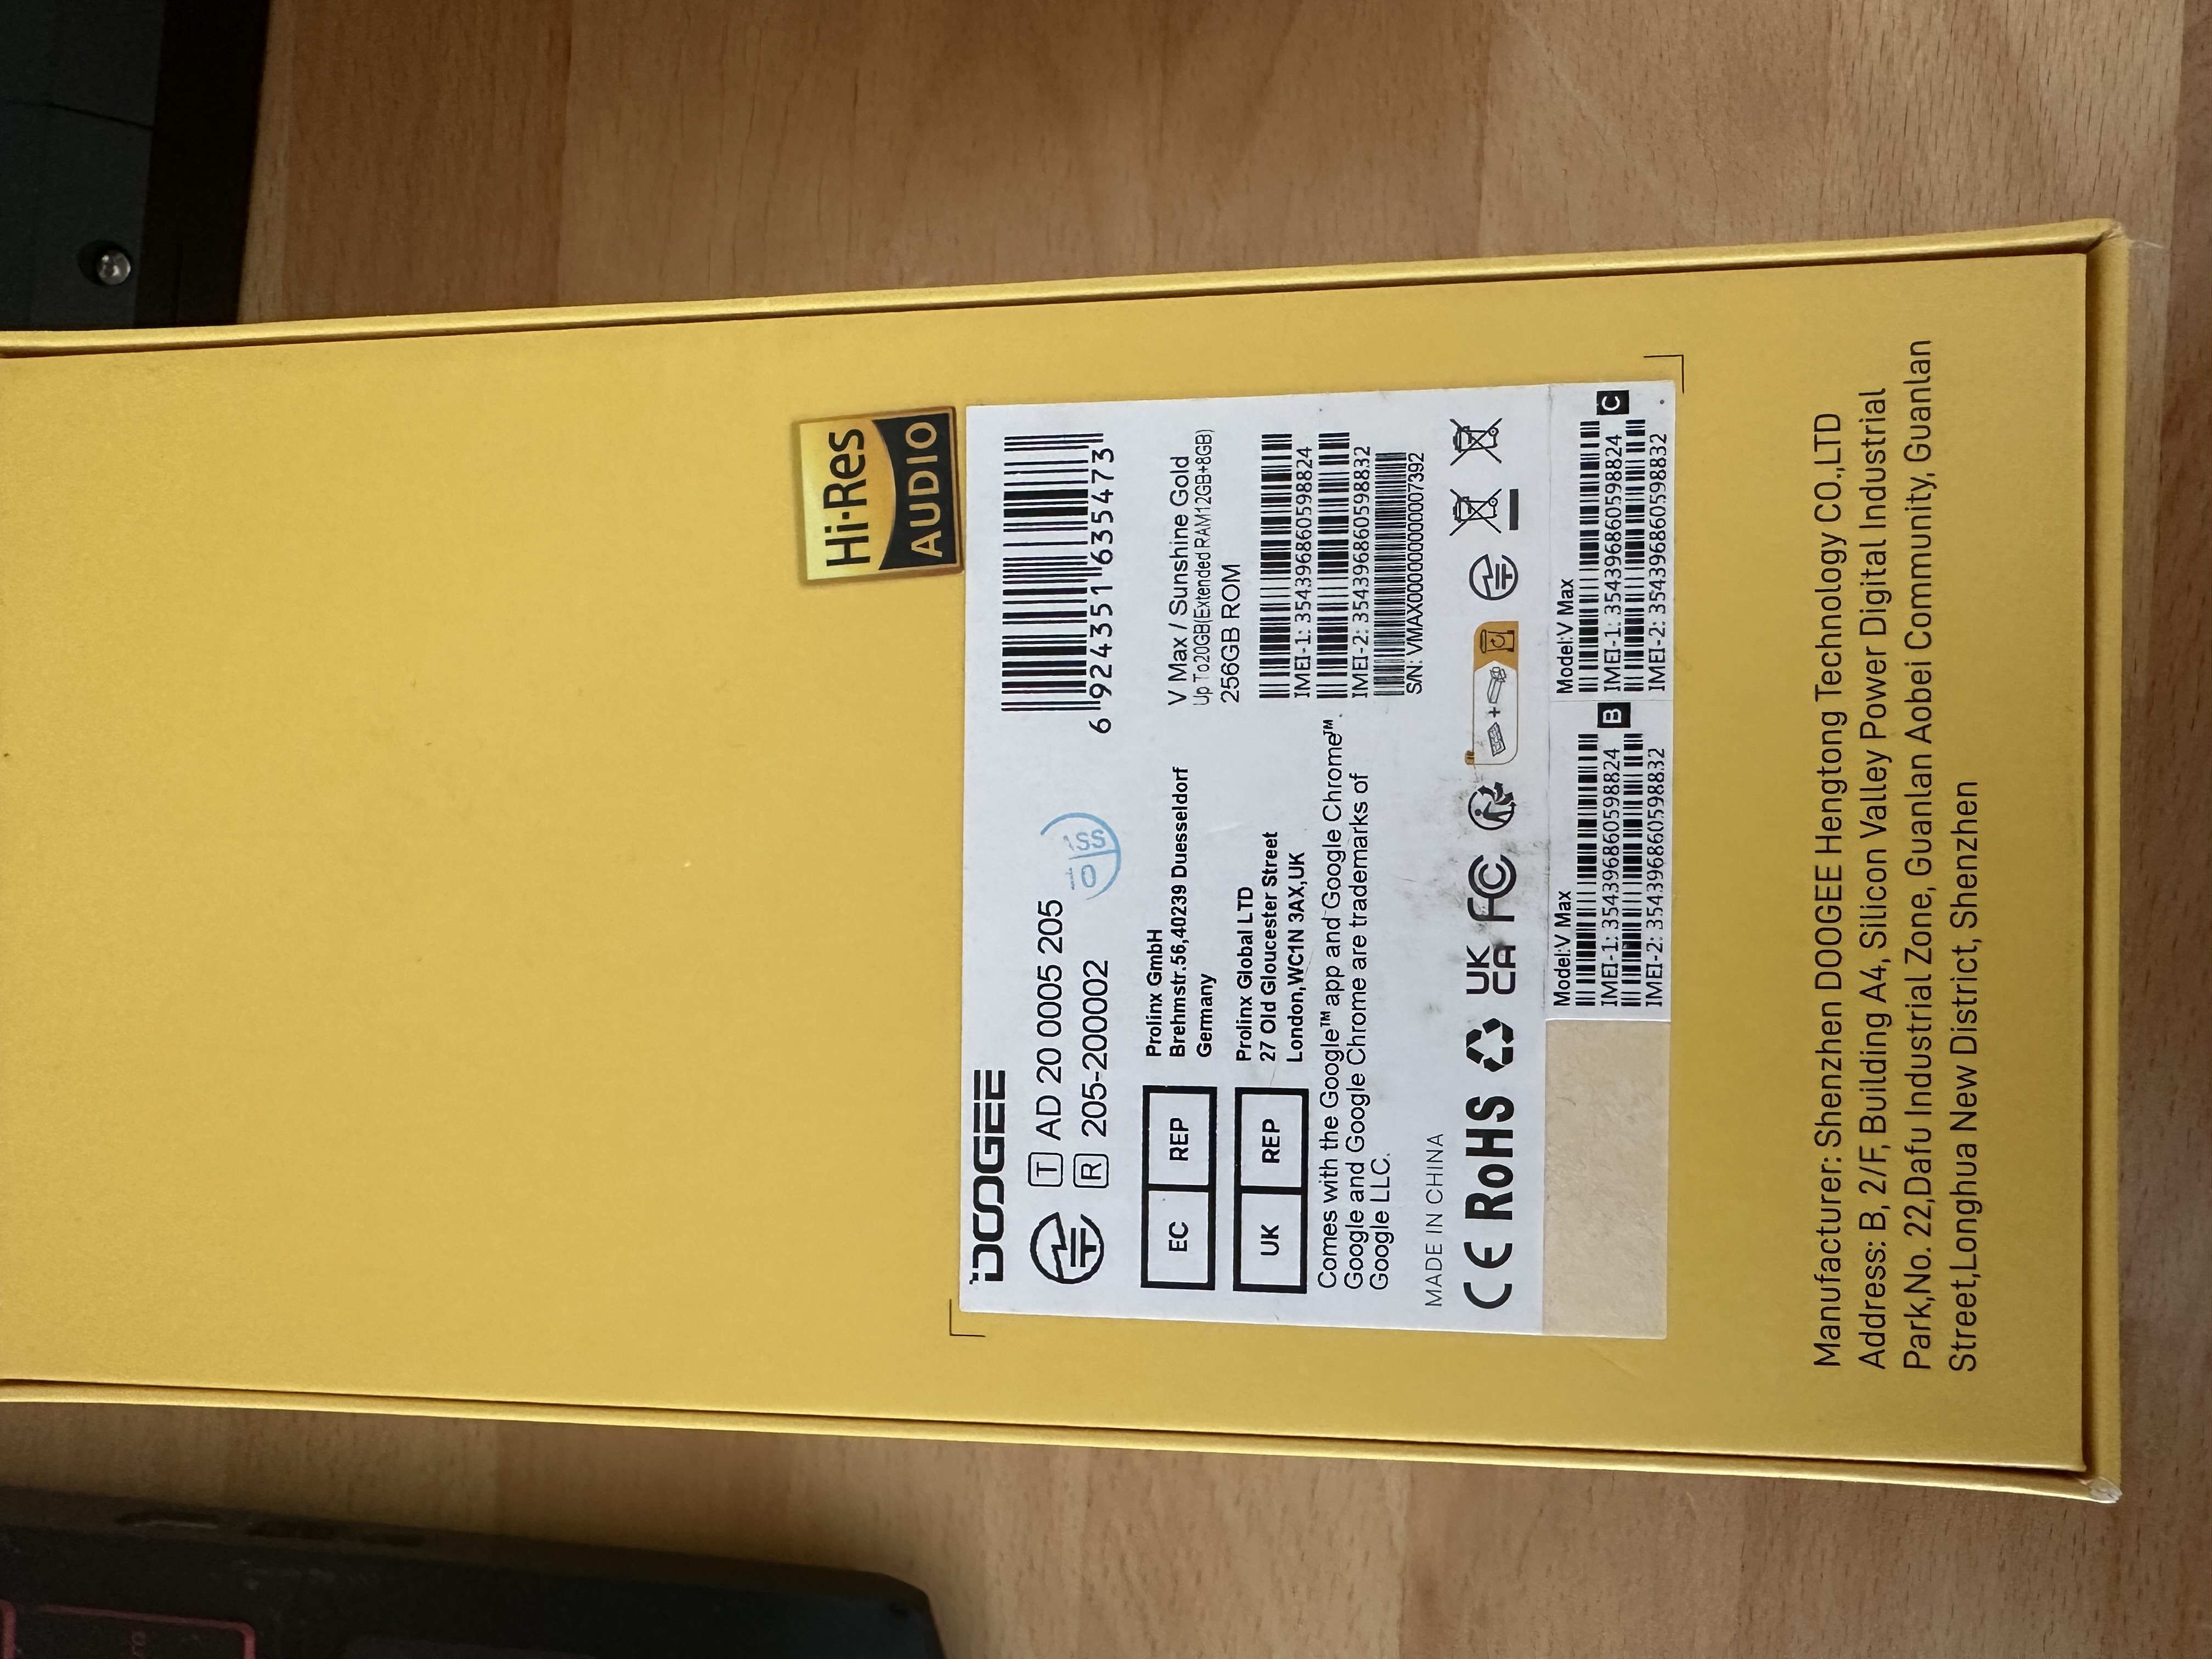 Hi-Res
AUDIO
DOOGEE
T AD 20 0005 205
R 205-200002
6 924351 635473
EC REP
Prolinx GmbH
Brehmstr.56,40239 Duesseldorf
Germany
UK REP
Prolinx Global LTD
27 Old Gloucester Street
London,WC1N 3AX,UK
V Max / Sunshine Gold
Up To20GB(Extended RAM12GB+8GB)
256GB ROM
IMEI-1: 354396860598824
IMEI-2: 354396860598832
S/N: VMAX0000000000007392
Comes with the Google™ app and Google Chrome™.
Google and Google Chrome are trademarks of
Google LLC.
MADE IN CHINA
CE RoHS UKCA FC
Model:V Max
IMEI-1: 354396860598824
IMEI-2: 354396860598832
B
Model:V Max
IMEI-1: 354396860598824
IMEI-2: 354396860598832
C
Manufacturer: Shenzhen DOOGEE Hengtong Technology CO.,LTD
Address: B, 2/F, Building A4, Silicon Valley Power Digital Industrial
Park,No. 22,Dafu Industrial Zone, Guanlan Aobei Community, Guanlan
Street,Longhua New District, Shenzhen